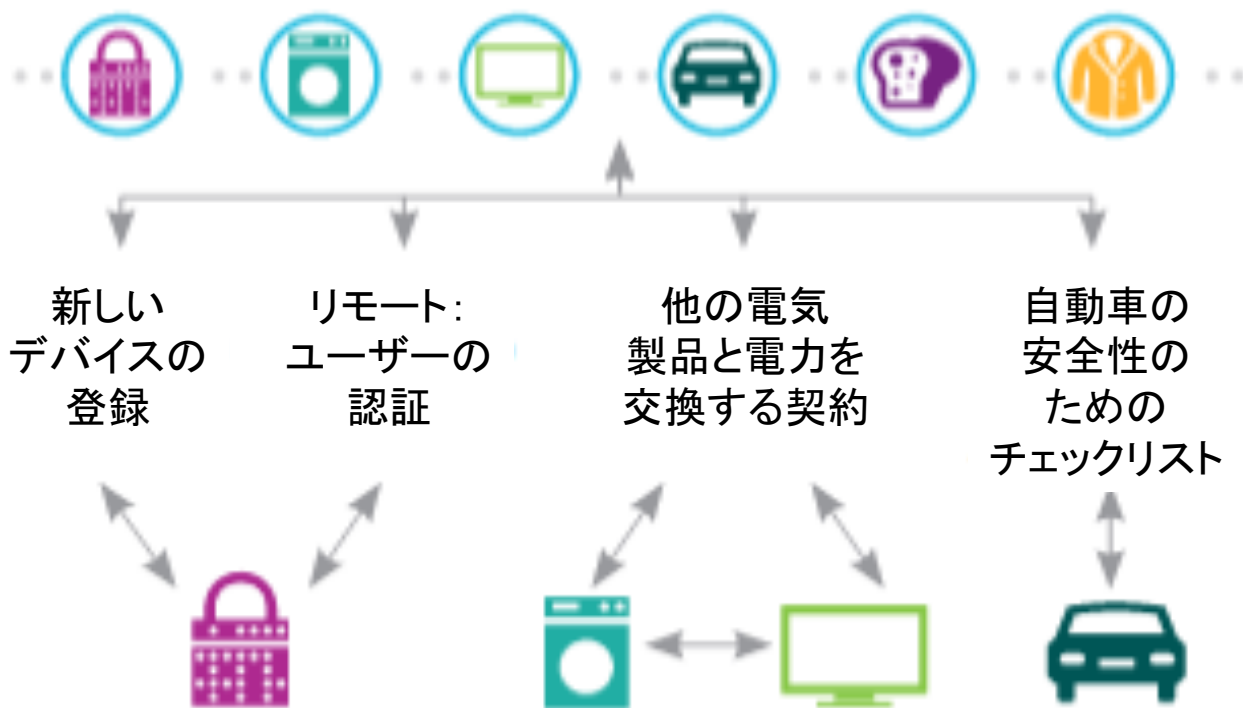 新しい
デバイスの
登録
リモート：
ユーザーの
認証
他の電気
製品と電力を
交換する契約
自動車の
安全性の
ための
チェックリスト